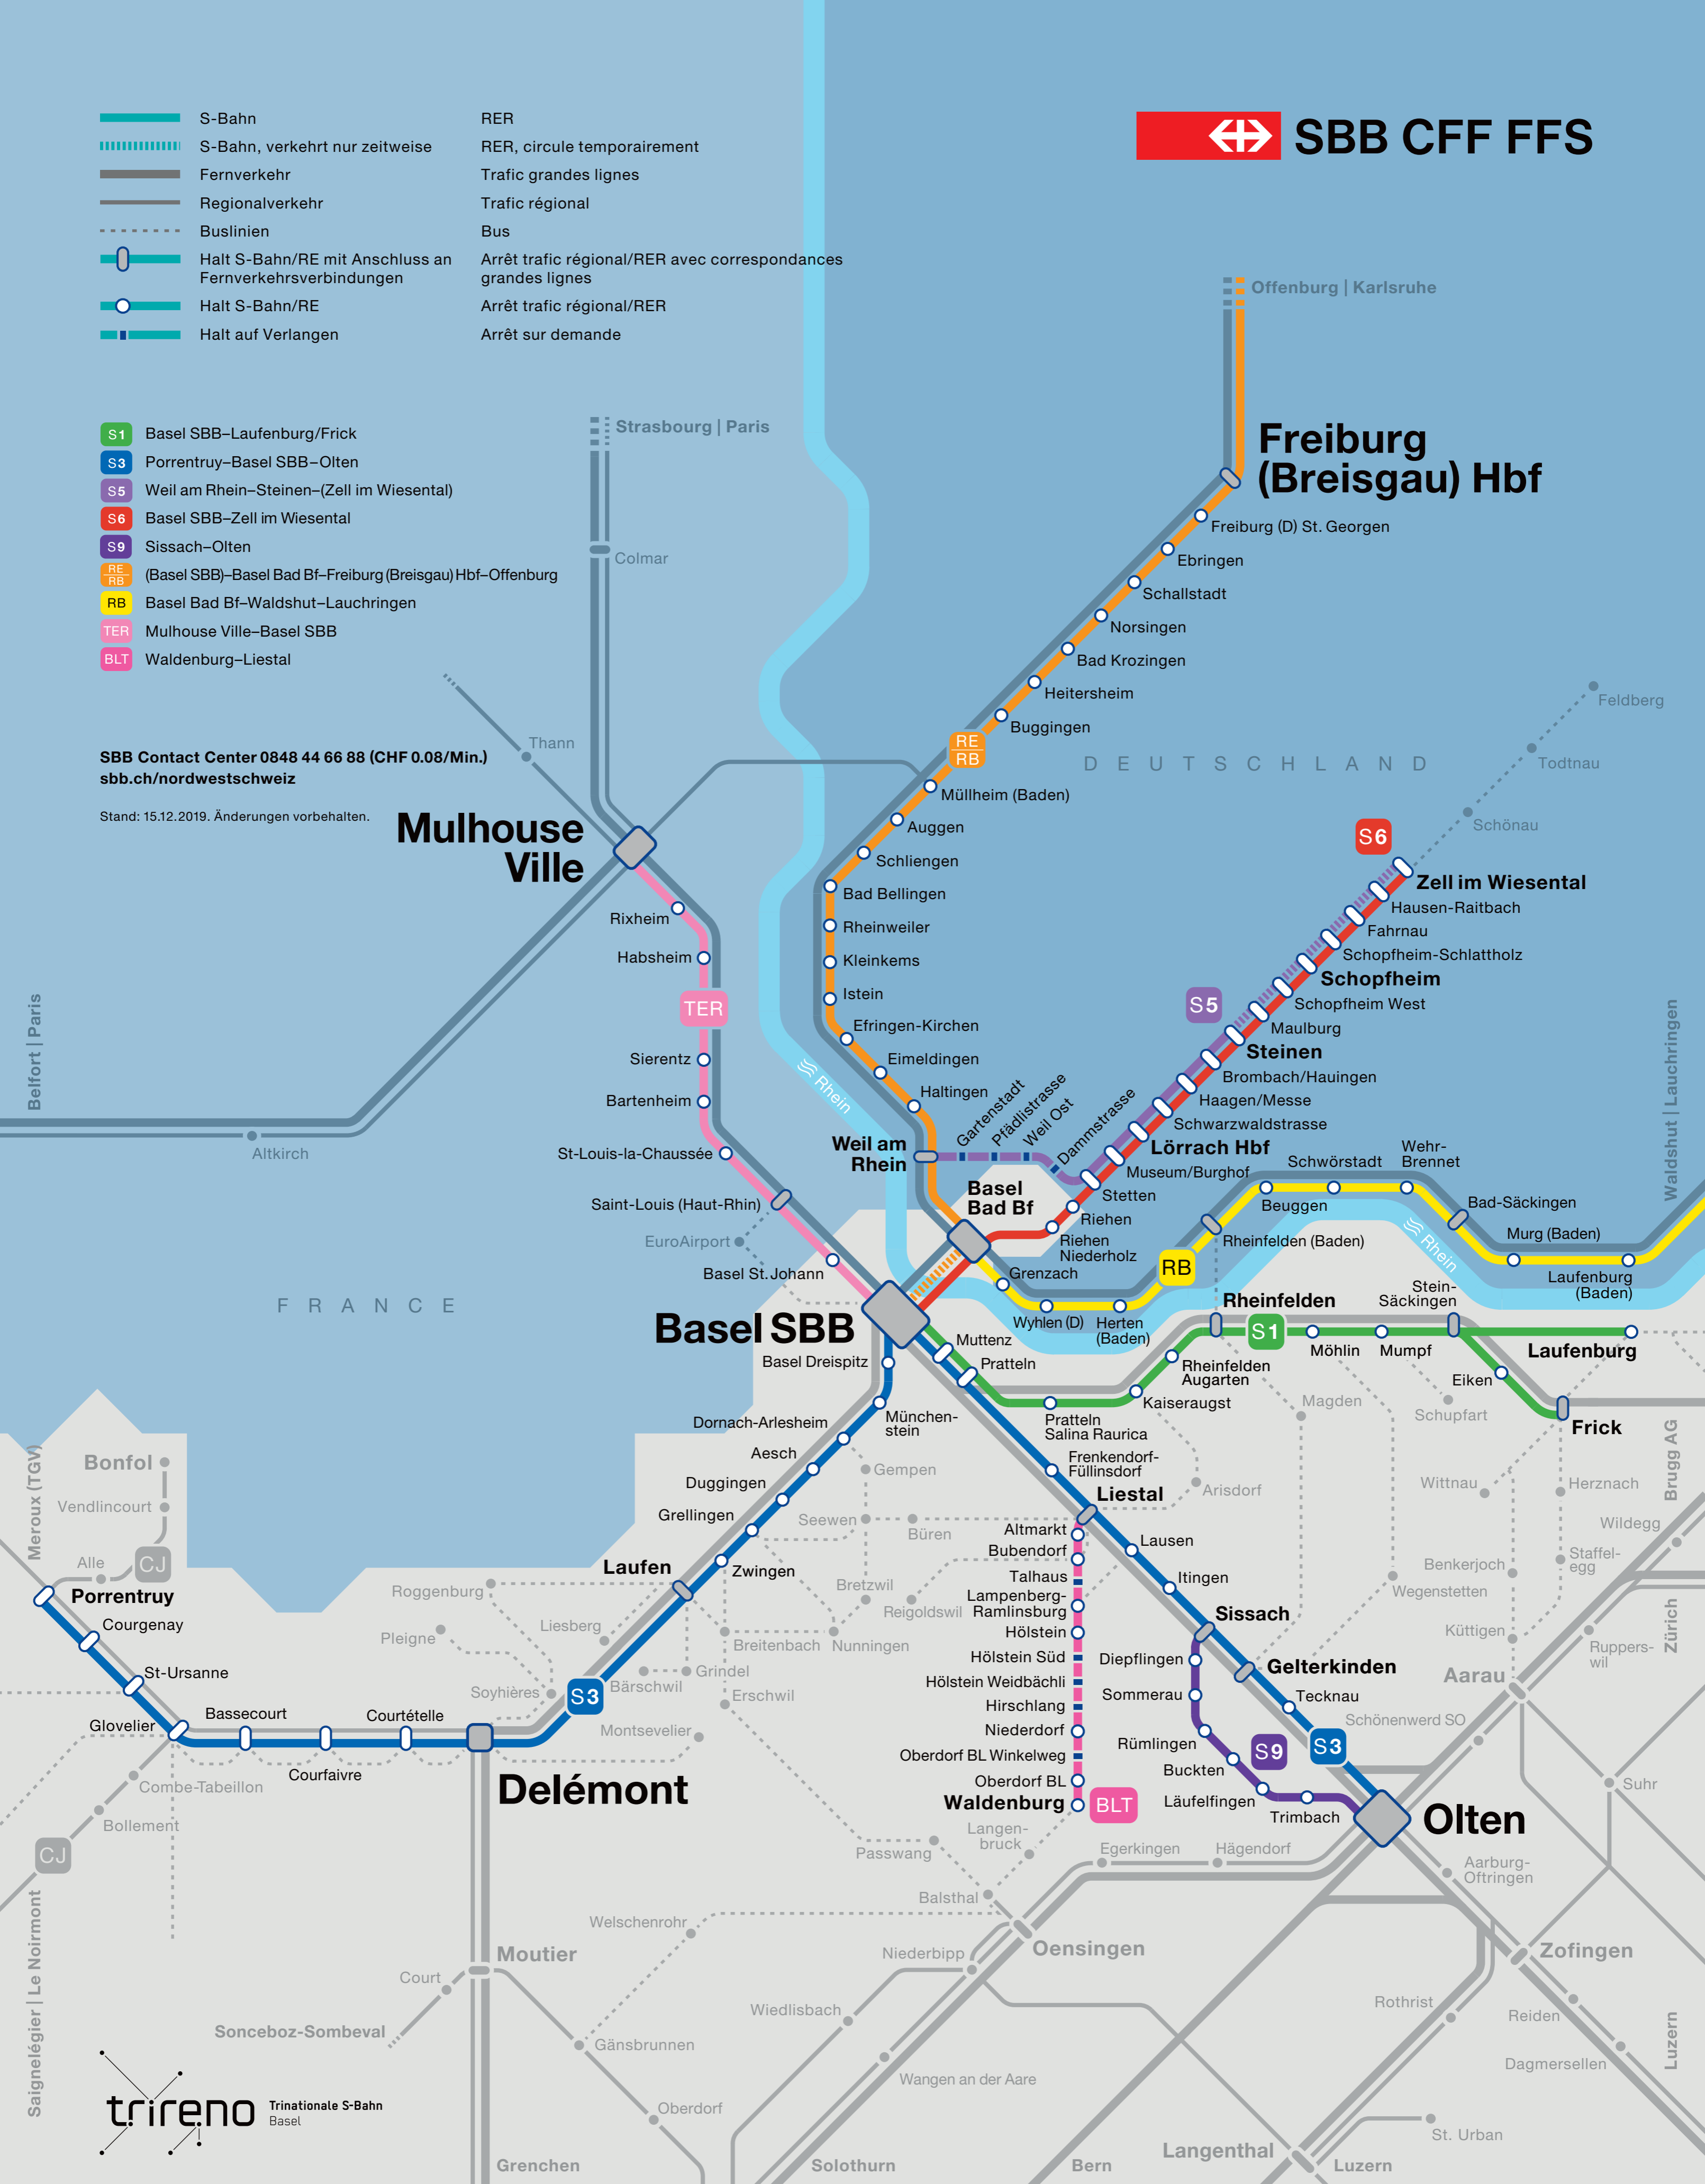 S-Bahn
RER
S-Bahn, verkehrt nur zeitweise
RER, circule temporairement
Fernverkehr
Trafic grandes lignes
Regionalverkehr
Trafic régional
Buslinien
Bus
Halt S-Bahn/RE mit Anschluss an
Fernverkehrsverbindungen
Arrêt trafic régional/RER avec correspondances
grandes lignes
Halt S-Bahn/RE
Arrêt trafic régional/RER
Halt auf Verlangen
Arrêt sur demande
SBB CFF FFS
S1
Basel SBB–Laufenburg/Frick
S3
Porrentruy–Basel SBB–Olten
S5
Weil am Rhein–Steinen–(Zell im Wiesental)
S6
Basel SBB–Zell im Wiesental
S9
Sissach–Olten
RE
RB
(Basel SBB)–Basel Bad Bf–Freiburg (Breisgau) Hbf–Offenburg
RB
Basel Bad Bf–Waldshut–Lauchringen
TER
Mulhouse Ville–Basel SBB
BLT
Waldenburg–Liestal
SBB Contact Center 0848 44 66 88 (CHF 0.08/Min.)
sbb.ch/nordwestschweiz
Stand: 15.12.2019. Änderungen vorbehalten.
Offenburg | Karlsruhe
Strasbourg | Paris
Colmar
Thann
Freiburg
(Breisgau) Hbf
Freiburg (D) St. Georgen
Ebringen
Schallstadt
Norsingen
Bad Krozingen
Heitersheim
Buggingen
RE
RB
DEUTSCHLAND
Müllheim (Baden)
Auggen
Schliengen
Bad Bellingen
Rheinweiler
Kleinkems
Istein
Efringen-Kirchen
Eimeldingen
Haltingen
Rhein
Feldberg
Todtnau
Schönau
S6
Zell im Wiesental
Hausen-Raitbach
Fahrnau
Schopfheim-Schlattholz
Schopfheim
Schopfheim West
Maulburg
S5
Steinen
Brombach/Hauingen
Haagen/Messe
Schwarzwaldstrasse
Lörrach Hbf
Museum/Burghof
Stetten
Riehen
Riehen
Niederholz
Gartenstadt
Pfädlistrasse
Weil Ost
Dammstrasse
Weil am
Rhein
Basel
Bad Bf
Mulhouse
Ville
Rixheim
Habsheim
TER
Sierentz
Bartenheim
St-Louis-la-Chaussée
Saint-Louis (Haut-Rhin)
EuroAirport
Basel St. Johann
Belfort | Paris
Altkirch
FRANCE
Basel SBB
Grenzach
Wyhlen (D)
Herten
(Baden)
RB
Rheinfelden (Baden)
Beuggen
Schwörstadt
Wehr-
Brennet
Bad-Säckingen
Murg (Baden)
Laufenburg
(Baden)
Rhein
Waldshut | Lauchringen
Muttenz
Pratteln
Pratteln
Salina Raurica
Kaiseraugst
Rheinfelden
Augarten
Rheinfelden
S1
Möhlin
Mumpf
Stein-
Säckingen
Laufenburg
Eiken
Frick
Magden
Schupfart
Wittnau
Herznach
Brugg AG
Wildegg
Staffel-
egg
Benkerjoch
Wegenstetten
Küttigen
Zürich
Ruppers-
wil
Aarau
Schönenwerd SO
Suhr
Basel Dreispitz
München-
stein
Dornach-Arlesheim
Aesch
Duggingen
Grellingen
Zwingen
Laufen
Gempen
Seewen
Büren
Bretzwil
Reigoldswil
Breitenbach
Nunningen
Grindel
Bärschwil
Erschwil
Montsevelier
Roggenburg
Liesberg
Pleigne
Soyhières
S3
Frenkendorf-
Füllinsdorf
Arisdorf
Liestal
Lausen
Itingen
Sissach
Gelterkinden
Tecknau
S3
Altmarkt
Bubendorf
Talhaus
Lampenberg-
Ramlinsburg
Hölstein
Hölstein Süd
Hölstein Weidbächli
Hirschlang
Niederdorf
Oberdorf BL Winkelweg
Oberdorf BL
Waldenburg
BLT
Diepflingen
Sommerau
Rümlingen
Buckten
Läufelfingen
S9
Trimbach
Olten
Meroux (TGV)
Bonfol
Vendlincourt
Alle
CJ
Porrentruy
Courgenay
St-Ursanne
Glovelier
Bassecourt
Courfaivre
Courtételle
Delémont
Combe-Tabeillon
Bollement
CJ
Saignelégier | Le Noirmont
Langen-
bruck
Passwang
Balsthal
Egerkingen
Hägendorf
Aarburg-
Oftringen
Welschenrohr
Moutier
Court
Sonceboz-Sombeval
Gänsbrunnen
Oberdorf
Niederbipp
Oensingen
Wiedlisbach
Wangen an der Aare
Zofingen
Rothrist
Reiden
Dagmersellen
Luzern
St. Urban
Langenthal
Grenchen
Solothurn
Bern
Luzern
trireno
Trinationale S-Bahn
Basel